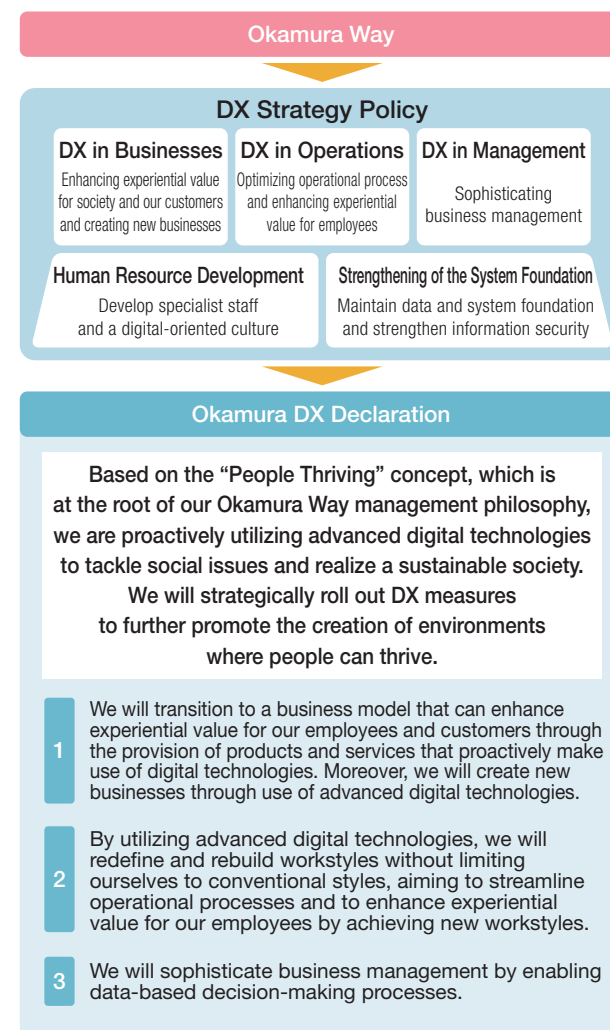 Okamura Way
DX Strategy Policy
DX in Businesses
Enhancing experiential value
for society and our customers
and creating new businesses
DX in Operations
Optimizing operational process
and enhancing experiential
value for employees
DX in Management
Sophisticating
business management
Human Resource Development
Develop specialist staff
and a digital-oriented culture
Strengthening of the System Foundation
Maintain data and system foundation
and strengthen information security
Okamura DX Declaration
Based on the “People Thriving” concept, which is
at the root of our Okamura Way management philosophy,
we are proactively utilizing advanced digital technologies
to tackle social issues and realize a sustainable society.
We will strategically roll out DX measures
to further promote the creation of environments
where people can thrive.
1
We will transition to a business model that can enhance
experiential value for our employees and customers through
the provision of products and services that proactively make
use of digital technologies. Moreover, we will create new
businesses through use of advanced digital technologies.
2
By utilizing advanced digital technologies, we will
redefine and rebuild workstyles without limiting
ourselves to conventional styles, aiming to streamline
operational processes and to enhance experiential
value for our employees by achieving new workstyles.
3
We will sophisticate business management by enabling
data-based decision-making processes.